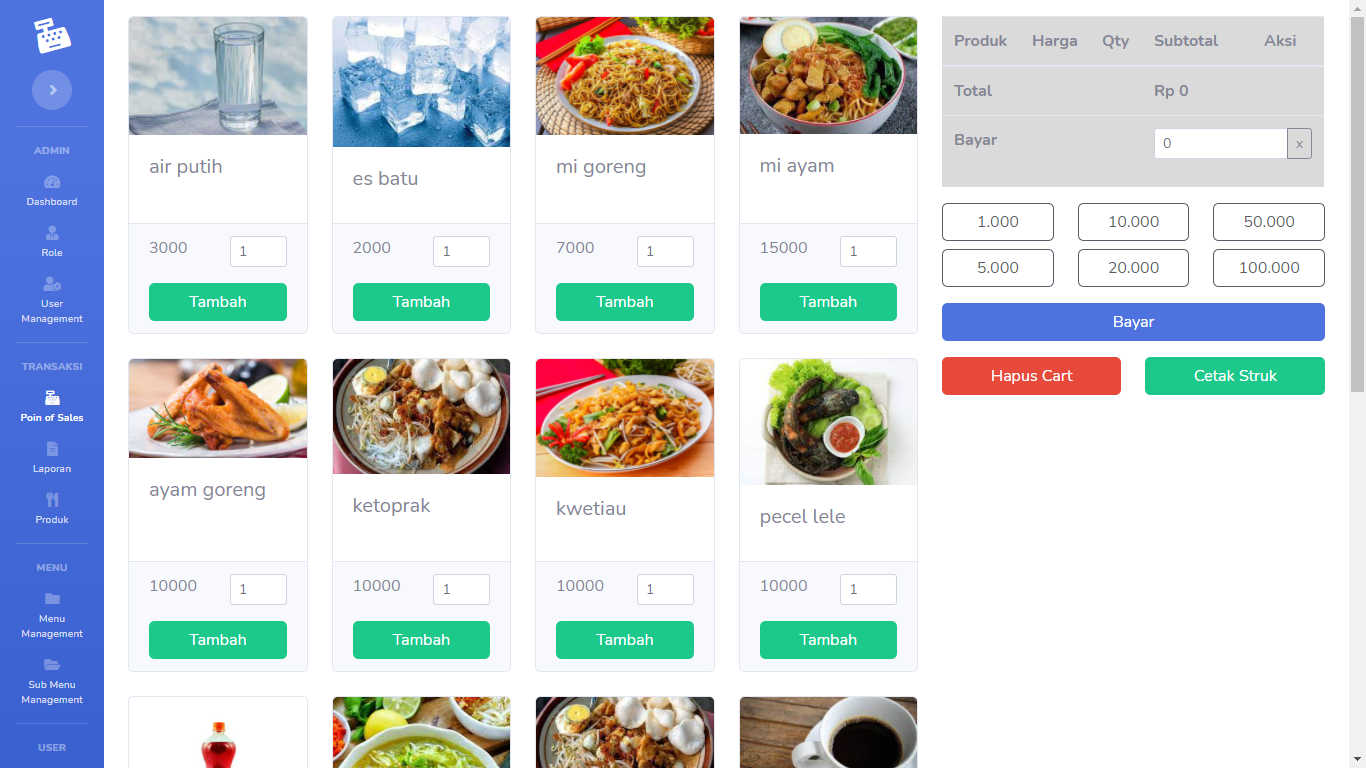 ADMIN
Dashboard
Role
User
Management
TRANSAKSI
Poin of Sales
Laporan
Produk
MENU
Menu
Management
Sub Menu
Management
USER
air putih
3000
1
Tambah
es batu
2000
1
Tambah
mi goreng
7000
1
Tambah
mi ayam
15000
1
Tambah
ayam goreng
10000
1
Tambah
ketoprak
10000
1
Tambah
kwetiau
10000
1
Tambah
pecel lele
10000
1
Tambah
Produk Harga Qty Subtotal Aksi
Total Rp 0
Bayar 0 x
1.000 10.000 50.000
5.000 20.000 100.000
Bayar
Hapus Cart Cetak Struk